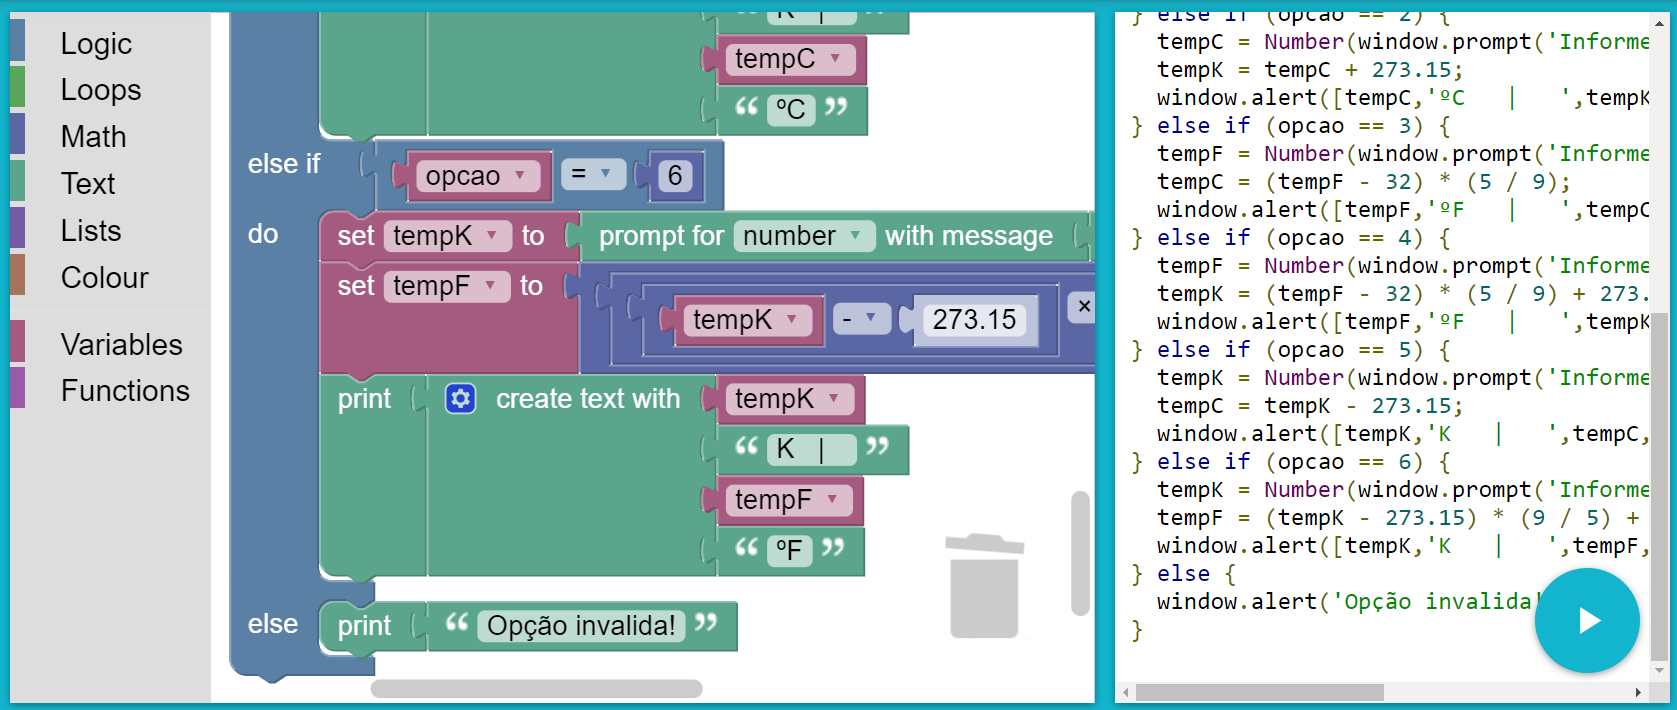 Logic
Loops
Math
Text
Lists
Colour
Variables
Functions
K |
tempC
“ ºC ”
else if opcao = 6
do set tempK to prompt for number with message
set tempF to tempK - 273.15 ×
print create text with tempK
“ K | ”
tempF
“ ºF ”
else print “ Opção invalida! ”
} else if (opcao == 2) {
tempC = Number(window.prompt('Informe
tempK = tempC + 273.15;
window.alert([tempC,'ºC   |   ',tempK
} else if (opcao == 3) {
tempF = Number(window.prompt('Informe
tempC = (tempF - 32) * (5 / 9);
window.alert([tempF,'ºF   |   ',tempC
} else if (opcao == 4) {
tempF = Number(window.prompt('Informe
tempK = (tempF - 32) * (5 / 9) + 273.
window.alert([tempF,'ºF   |   ',tempK
} else if (opcao == 5) {
tempK = Number(window.prompt('Informe
tempC = tempK - 273.15;
window.alert([tempK,'K   |   ',tempC,
} else if (opcao == 6) {
tempK = Number(window.prompt('Informe
tempF = (tempK - 273.15) * (9 / 5) +
window.alert([tempK,'K   |   ',tempF,
} else {
window.alert('Opção invalida!
}